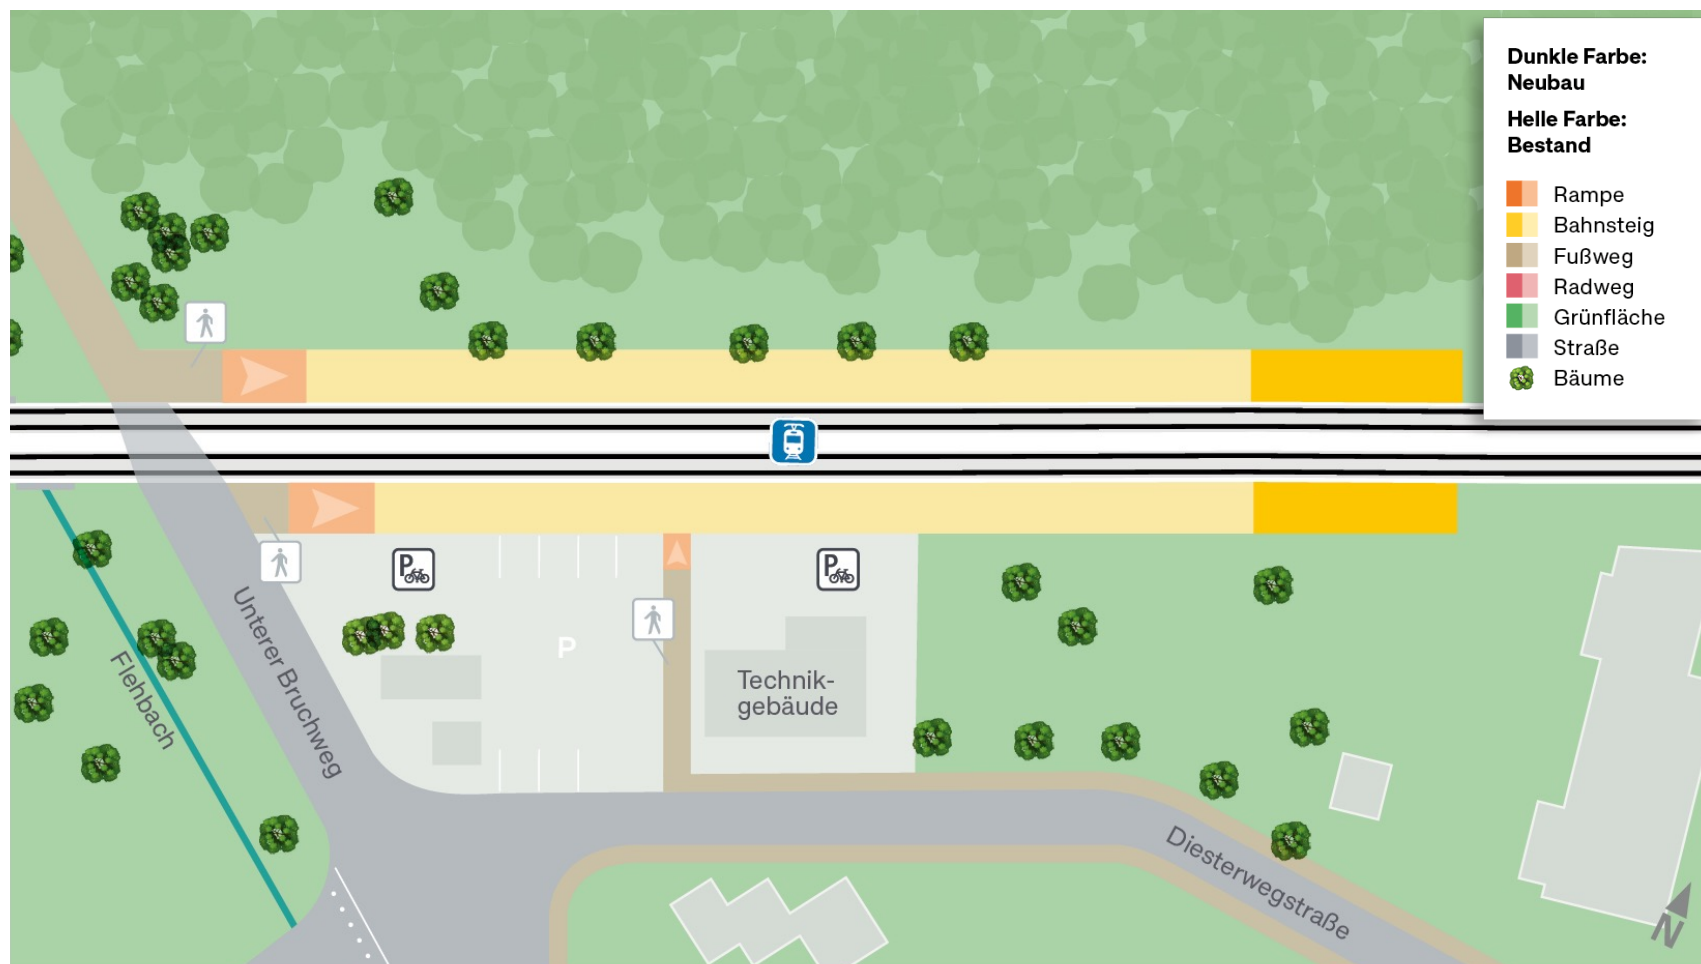 Dunkle Farbe:
Neubau
Helle Farbe:
Bestand
Rampe
Bahnsteig
Fußweg
Radweg
Grünfläche
Straße
Bäume
P
P
Unterer Bruchweg
Flehbach
P
Technik-
gebäude
Diesterwegstraße
N